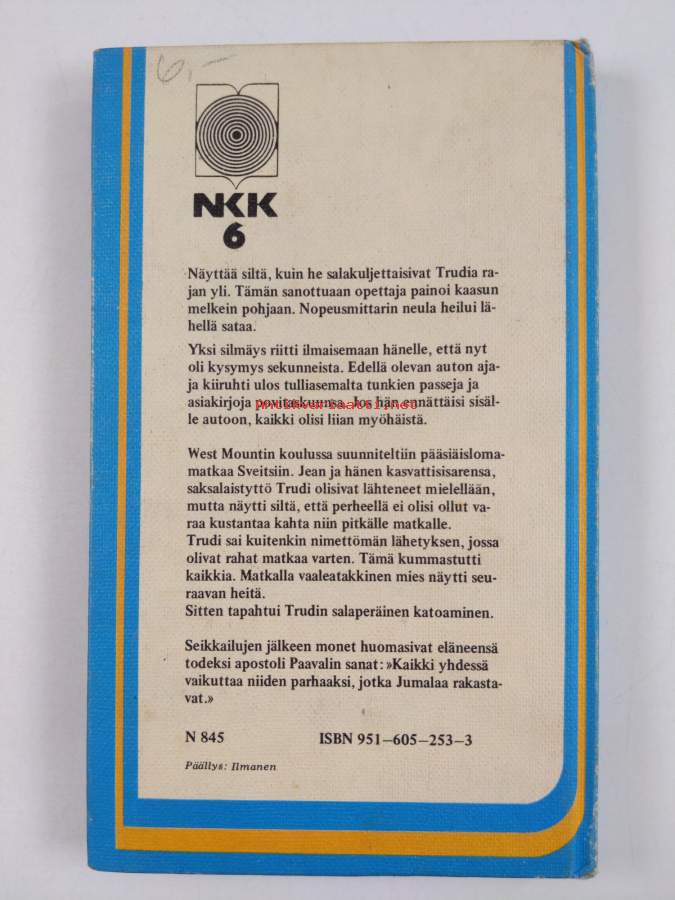 6,-
NKK
6
Näyttää siltä, kuin he salakuljettaisivat Trudia ra-
jan yli. Tämän sanottuaan opettaja painoi kaasun
melkein pohjaan. Nopeusmittarin neula heilui lä-
hellä sataa.
Yksi silmäys riitti ilmaisemaan hänelle, että nyt
oli kysymys sekunneista. Edellä olevan auton aja-
ja kiiruhti ulos tulliasemalta tunkien passeja ja
asiakirjoja povitaskuunsa. Jos hän ennättäisi sisäl-
le autoon, kaikki olisi liian myöhäistä.
West Mountin koulussa suunniteltiin pääsiäisloma-
matkaa Sveitsiin. Jean ja hänen kasvattisisarensa,
saksalaistyttö Trudi olisivat lähteneet mielellään,
mutta näytti siltä, että perheellä ei olisi ollut va-
raa kustantaa kahta niin pitkälle matkalle.
Trudi sai kuitenkin nimettömän lähetyksen, jossa
olivat rahat matkaa varten. Tämä kummastutti
kaikkia. Matkalla vaaleatakkinen mies näytti seu-
raavan heitä.
Sitten tapahtui Trudin salaperäinen katoaminen.
Seikkailujen jälkeen monet huomasivat eläneensä
todeksi apostoli Paavalin sanat: »Kaikki yhdessä
vaikuttaa niiden parhaaksi, jotka Jumalaa rakasta-
vat.»
N 845 ISBN 951-605-253-3
Päällys: Ilmanen